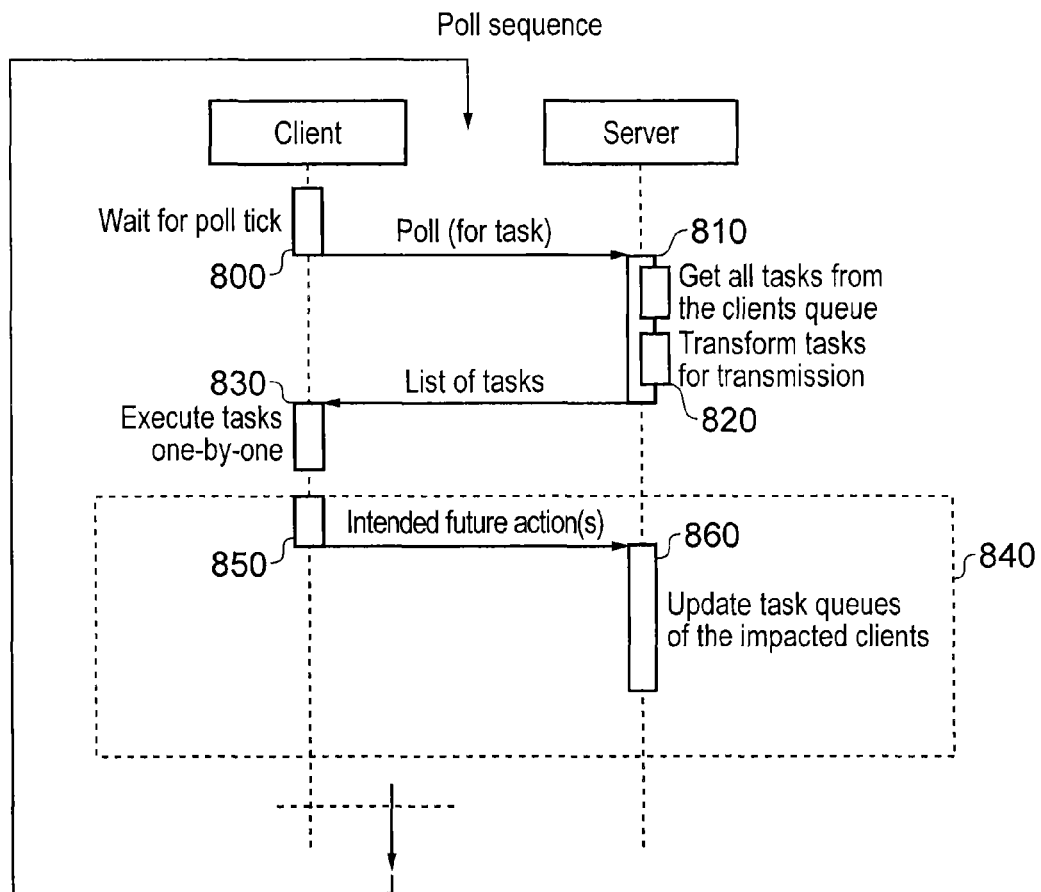 Poll sequence
Client
Server
Wait for poll tick
800
Poll (for task)
810
Get all tasks from
the clients queue
Transform tasks
for transmission
820
List of tasks
830
Execute tasks
one-by-one
Intended future action(s)
850
860
840
Update task queues
of the impacted clients